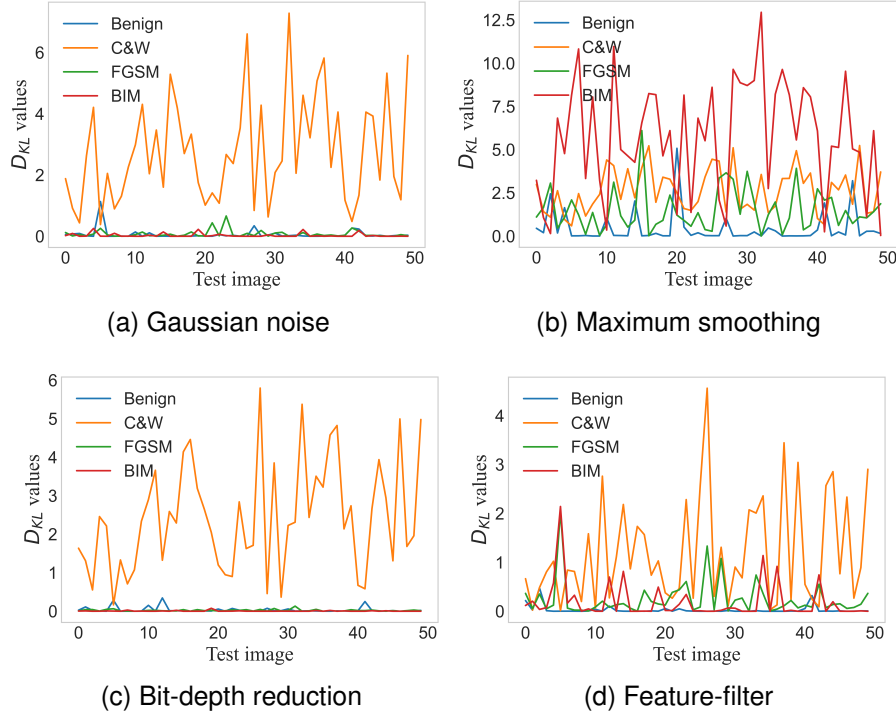 Benign
C&W
FGSM
BIM
6
4
2
0
D_KL values
0 10 20 30 40 50
Test image
(a) Gaussian noise
Benign
C&W
FGSM
BIM
12.5
10.0
7.5
5.0
2.5
0.0
D_KL values
0 10 20 30 40 50
Test image
(b) Maximum smoothing
Benign
C&W
FGSM
BIM
6
5
4
3
2
1
0
D_KL values
0 10 20 30 40 50
Test image
(c) Bit-depth reduction
Benign
C&W
FGSM
BIM
4
3
2
1
0
D_KL values
0 10 20 30 40 50
Test image
(d) Feature-filter